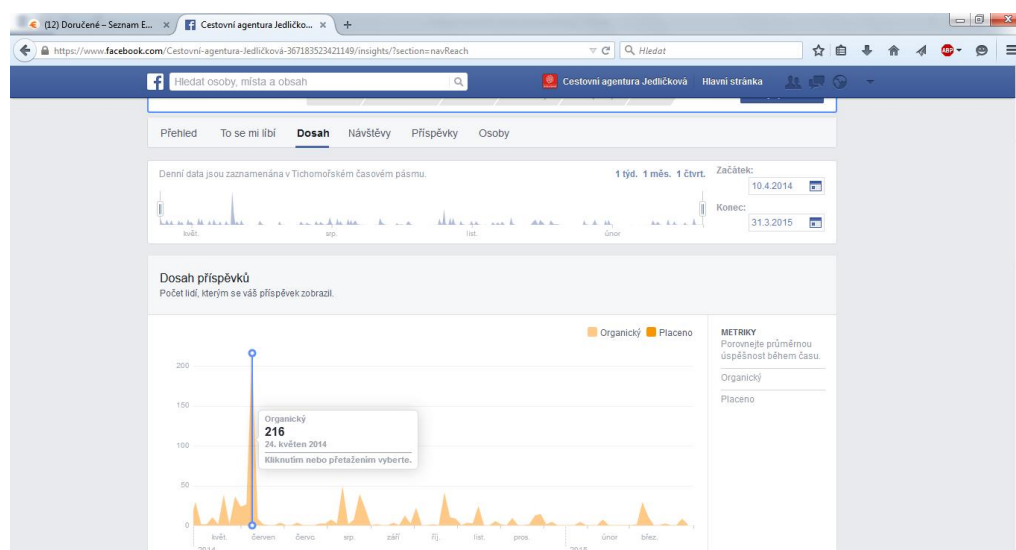 (12) Doručené – Seznam E...
Cestovní agentura Jedličko...
https://www.facebook.com/Cestovní-agentura-Jedličková-367183523421149/insights/?section=navReach
Hledat
ABP
Hledat osoby, místa a obsah
Cestovní agentura Jedličková
Hlavní stránka
Přehled To se mi líbí Dosah Návštěvy Příspěvky Osoby
Denní data jsou zaznamenána v Tichomořském časovém pásmu.
1 týd. 1 měs. 1 čtvrt.
Začátek:
10.4.2014
Konec:
31.3.2015
květ. srp. list. únor
Dosah příspěvků
Počet lidí, kterým se váš příspěvek zobrazil.
Organický Placeno
METRIKY
Porovnejte průměrnou
úspěšnost během času.
Organický
Placeno
200
150
100
50
0
Organický
216
24. květen 2014
Kliknutím nebo přetažením vyberte.
květ. červen. červo. srp. září říj. list. pros. únor břez.
2014 2015